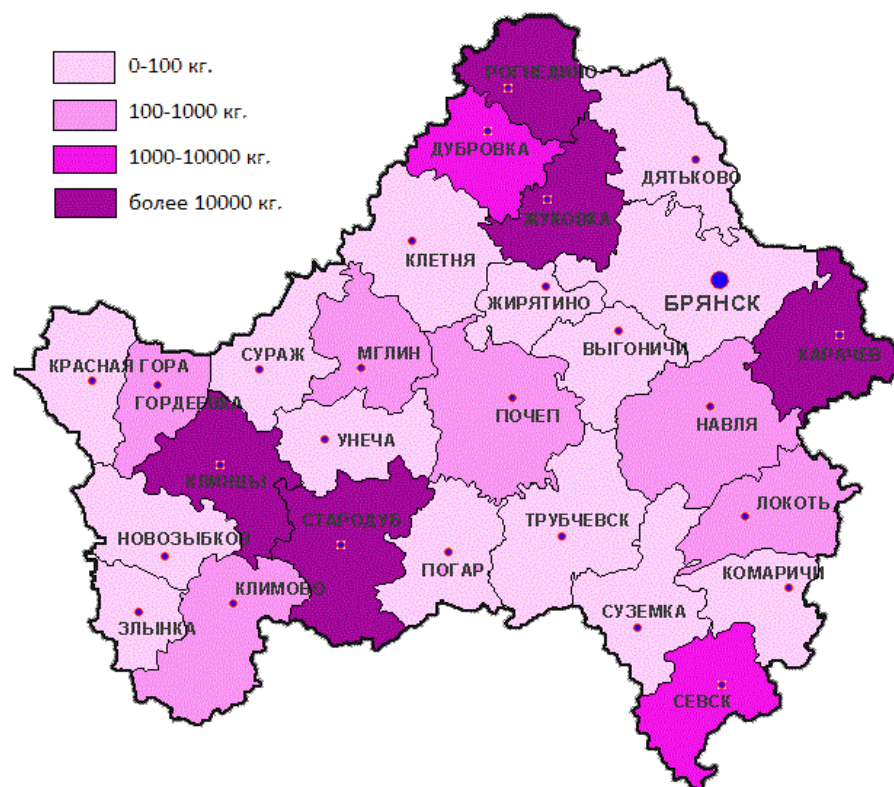 0-100 кг.
100-1000 кг.
1000-10000 кг.
более 10000 кг.
РОГНЕДИНО
ДУБРОВКА
ДЯТЬКОВО
ЖУКОВКА
КЛЕТНЯ
ЖИРЯТИНО
БРЯНСК
ВЫГОНИЧИ
КАРАЧЕВ
КРАСНАЯ ГОРА
СУРАЖ
МГЛИН
ГОРДЕЕВКА
ПОЧЕП
НАВЛЯ
УНЕЧА
КЛИНЦЫ
ЛОКОТЬ
СТАРОДУБ
ТРУБЧЕВСК
НОВОЗЫБКОВ
ПОГАР
КОМАРИЧИ
КЛИМОВО
СУЗЕМКА
ЗЛЫНКА
СЕВСК